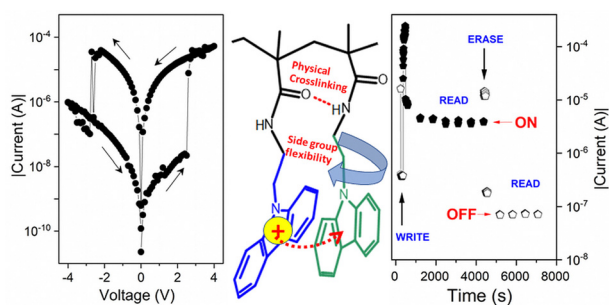 |Current (A)|
10⁻⁴
10⁻⁶
10⁻⁸
10⁻¹⁰
-4 -2 0 2 4
Voltage (V)
Physical
Crosslinking
O
HN
HN
Side group
flexibility
N
N
+
ERASE
READ
ON
READ
OFF
WRITE
10⁻⁴
10⁻⁵
10⁻⁶
10⁻⁷
|Current (A)|
0 2000 4000 6000 8000
Time (s)